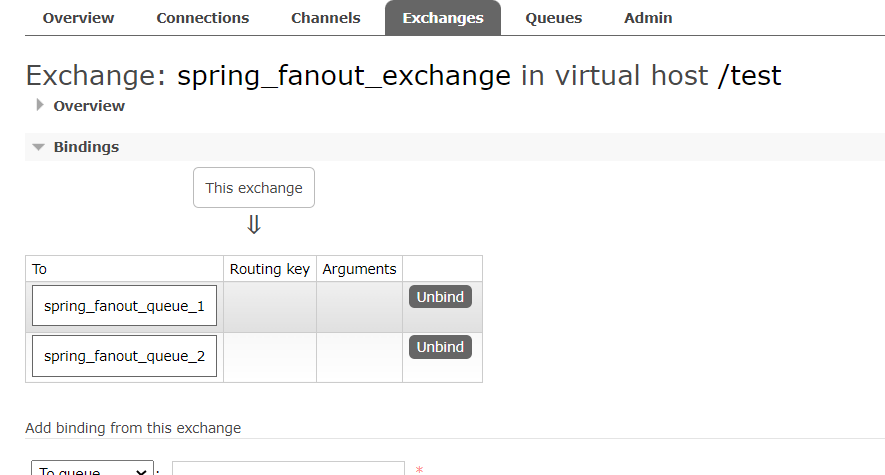 Overview Connections Channels Exchanges Queues Admin
Exchange: spring_fanout_exchange in virtual host /test
Overview
Bindings
This exchange
⇓
To Routing key Arguments
spring_fanout_queue_1 Unbind
spring_fanout_queue_2 Unbind
Add binding from this exchange
To queue : *